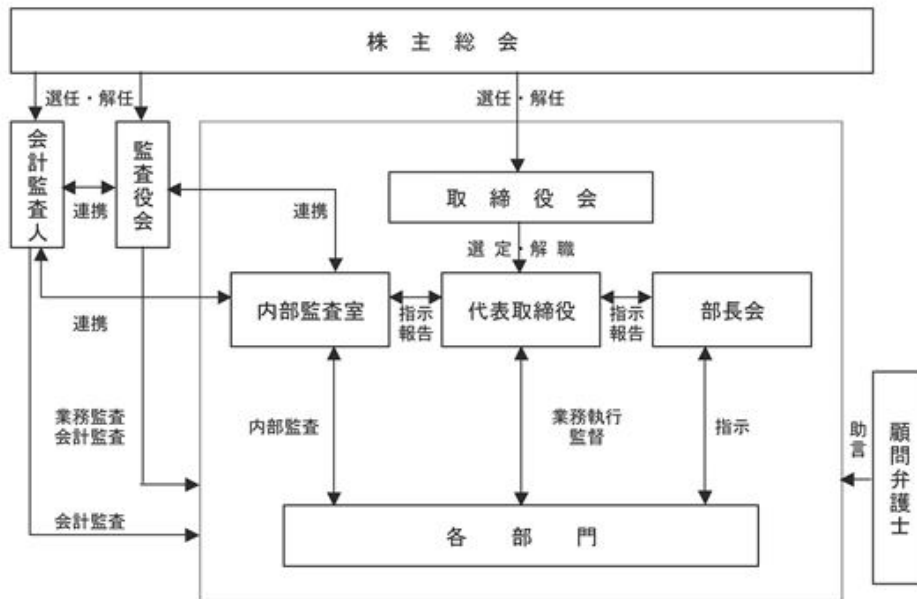 株主総会
選任・解任
選任・解任
会計監査人
監査役会
連携
取締役会
連携
選定・解職
内部監査室
指示
報告
代表取締役
指示
報告
部長会
連携
業務監査
会計監査
内部監査
業務執行
監督
指示
助言
顧問弁護士
会計監査
各部門